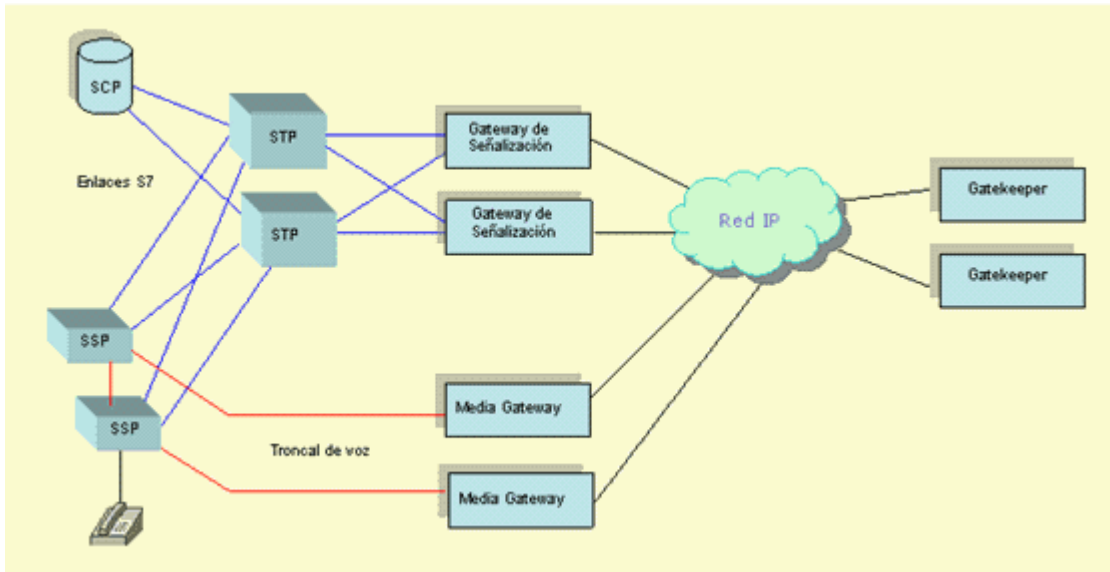 SCP
STP
Gateway de
Señalización
Enlaces S7
Gatekeeper
STP
Gateway de
Señalización
Red IP
Gatekeeper
SSP
Media Gateway
SSP
Troncal de voz
Media Gateway